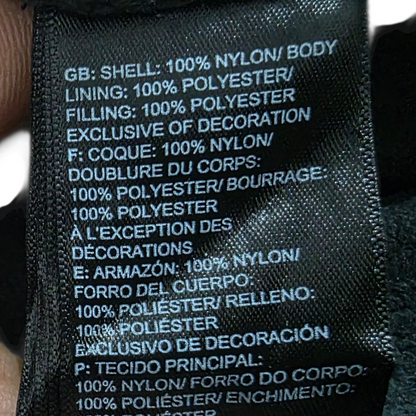 GB: SHELL: 100% NYLON/ BODY
LINING: 100% POLYESTER/
FILLING: 100% POLYESTER
EXCLUSIVE OF DECORATION
F: COQUE: 100% NYLON/
DOUBLURE DU CORPS:
100% POLYESTER/ BOURRAGE:
100% POLYESTER
À L'EXCEPTION DES
DÉCORATIONS
E: ARMAZÓN: 100% NYLON/
FORRO DEL CUERPO:
100% POLIÉSTER/ RELLENO:
100% POLIÉSTER
EXCLUSIVO DE DECORACIÓN
P: TECIDO PRINCIPAL:
100% NYLON/ FORRO DO CORPO:
100% POLIÉSTER/ ENCHIMENTO:
100% POLIÉSTER